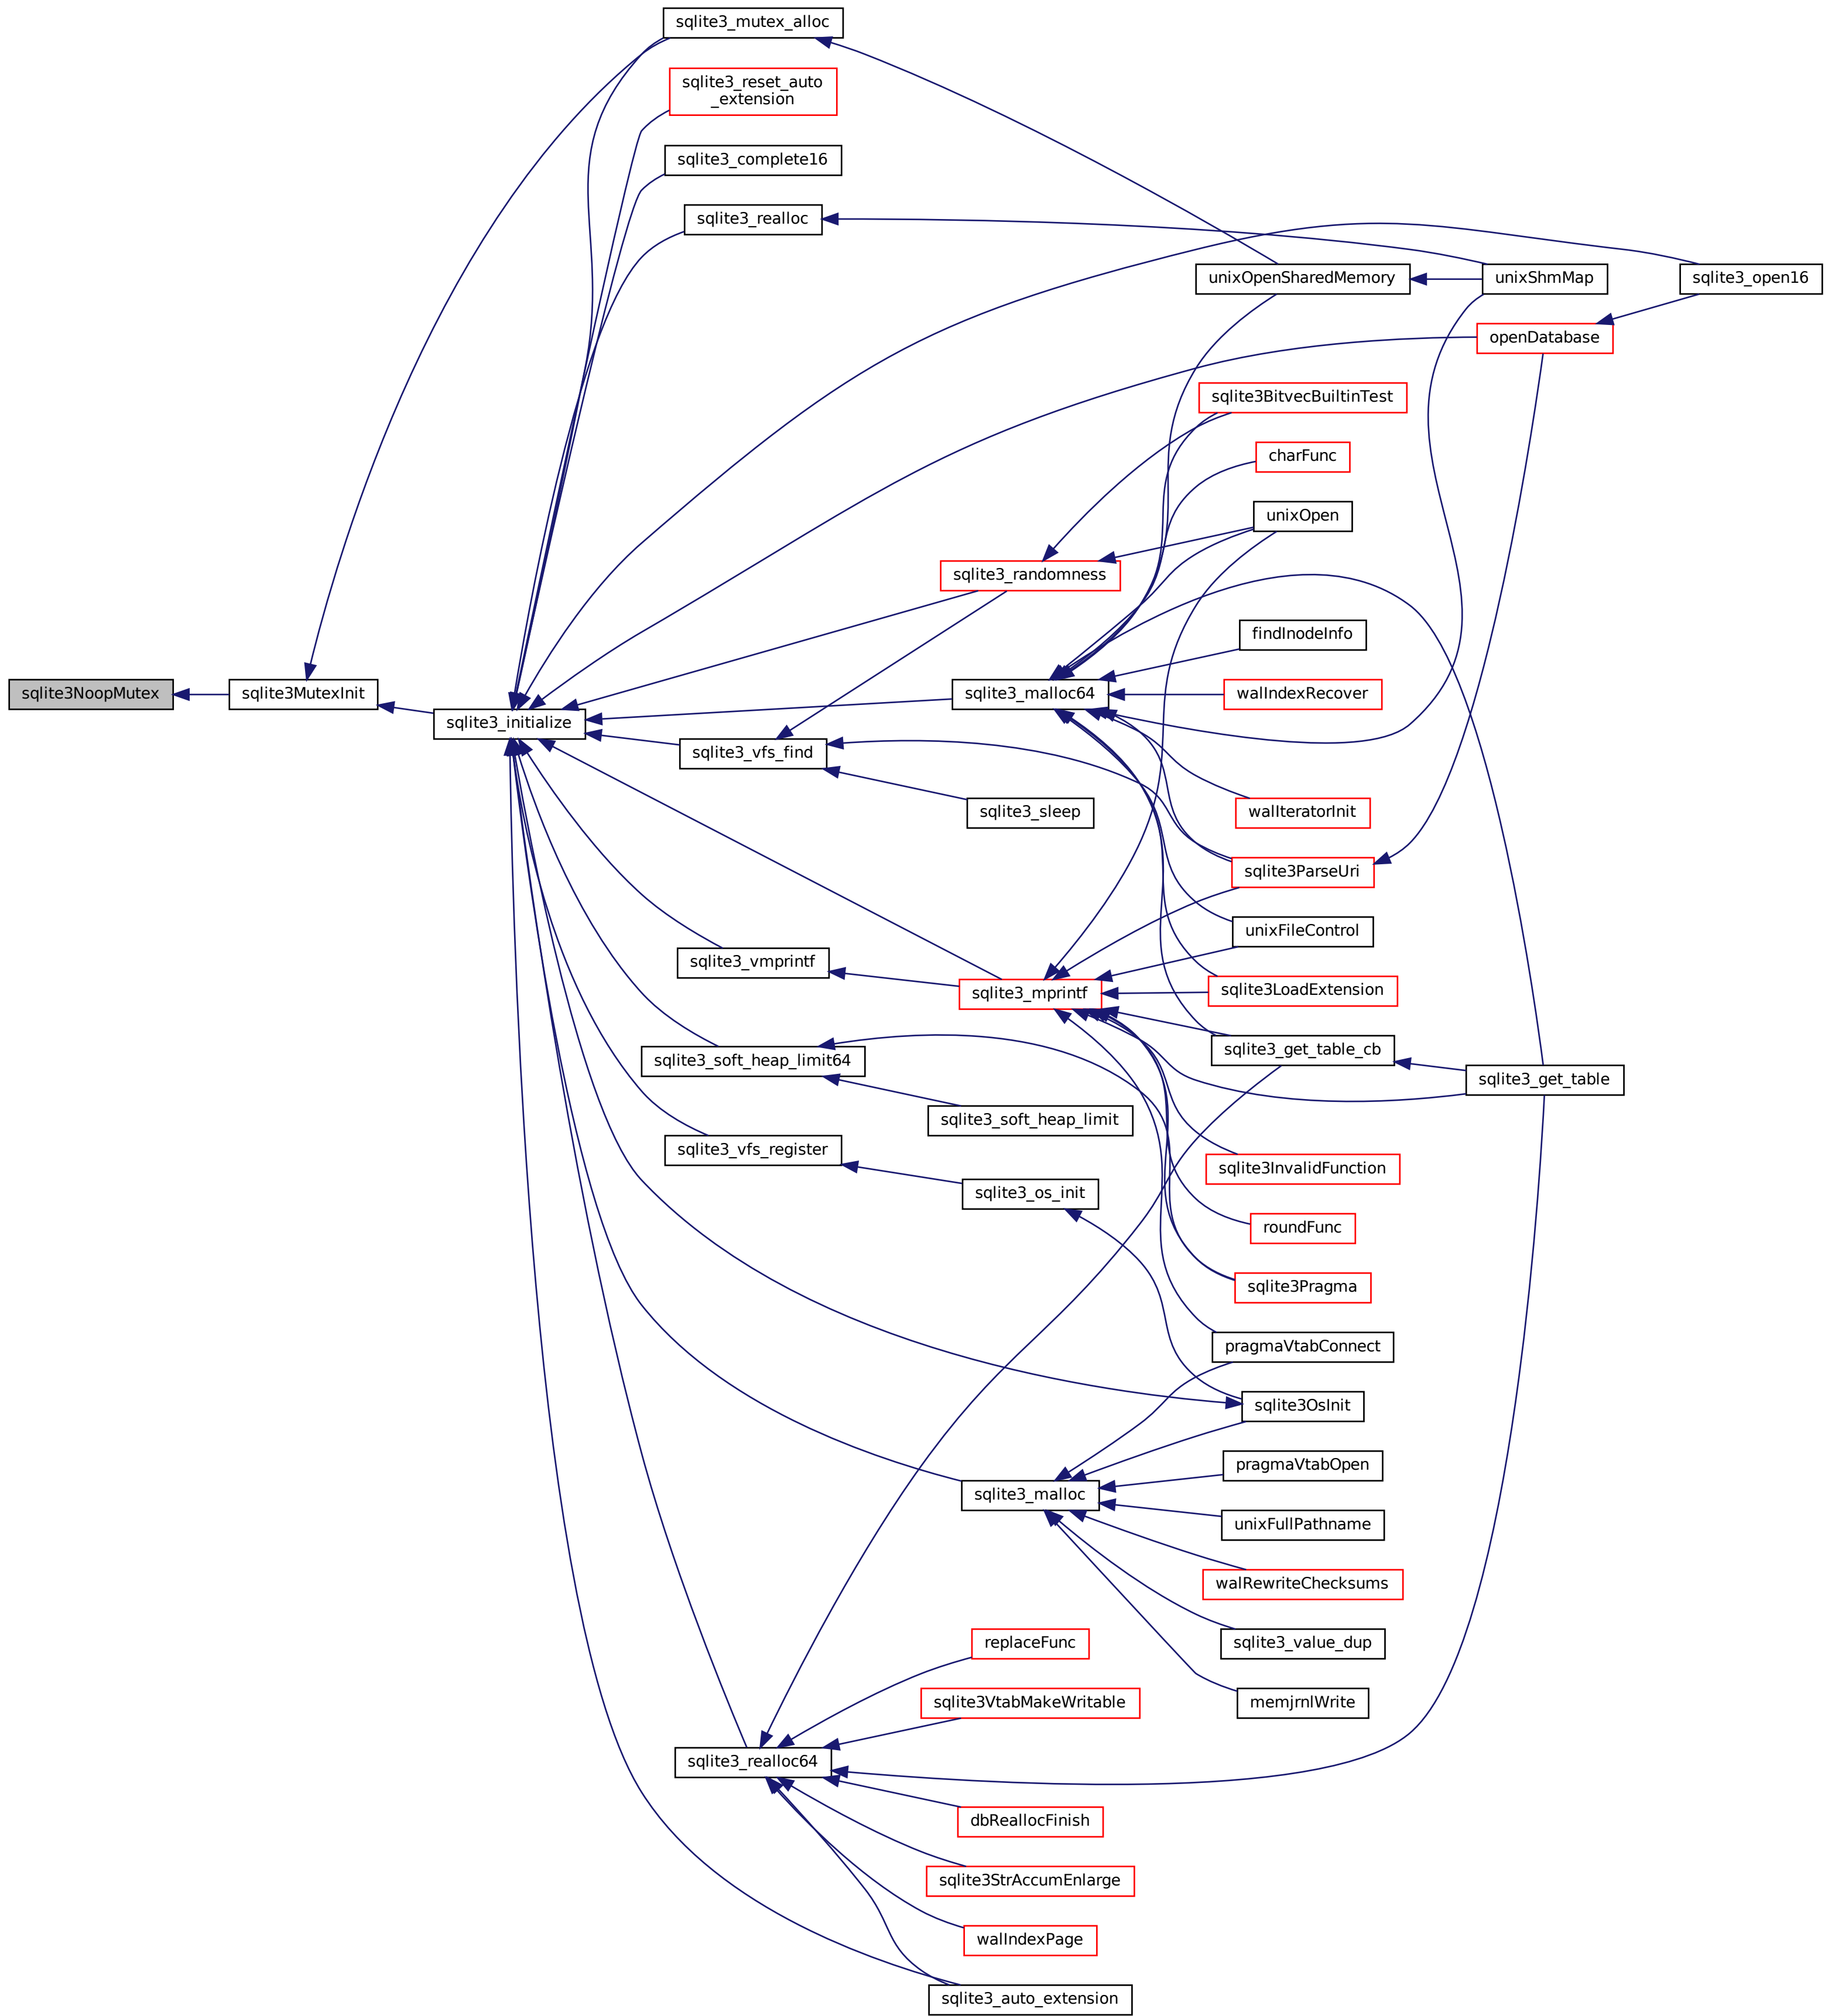 sqlite3_mutex_alloc
sqlite3_reset_auto
_extension
sqlite3_complete16
sqlite3_realloc
unixOpenSharedMemory
unixShmMap
sqlite3_open16
openDatabase
sqlite3BitvecBuiltinTest
charFunc
unixOpen
sqlite3_randomness
findInodeInfo
sqlite3NoopMutex
sqlite3MutexInit
sqlite3_initialize
sqlite3_malloc64
walIndexRecover
sqlite3_vfs_find
sqlite3_sleep
walIteratorInit
sqlite3ParseUri
unixFileControl
sqlite3_vmprintf
sqlite3_mprintf
sqlite3LoadExtension
sqlite3_soft_heap_limit64
sqlite3_get_table_cb
sqlite3_get_table
sqlite3_soft_heap_limit
sqlite3_vfs_register
sqlite3InvalidFunction
sqlite3_os_init
roundFunc
sqlite3Pragma
pragmaVtabConnect
sqlite3OsInit
pragmaVtabOpen
sqlite3_malloc
unixFullPathname
walRewriteChecksums
replaceFunc
sqlite3_value_dup
sqlite3VtabMakeWritable
memjrnlWrite
sqlite3_realloc64
dbReallocFinish
sqlite3StrAccumEnlarge
walIndexPage
sqlite3_auto_extension